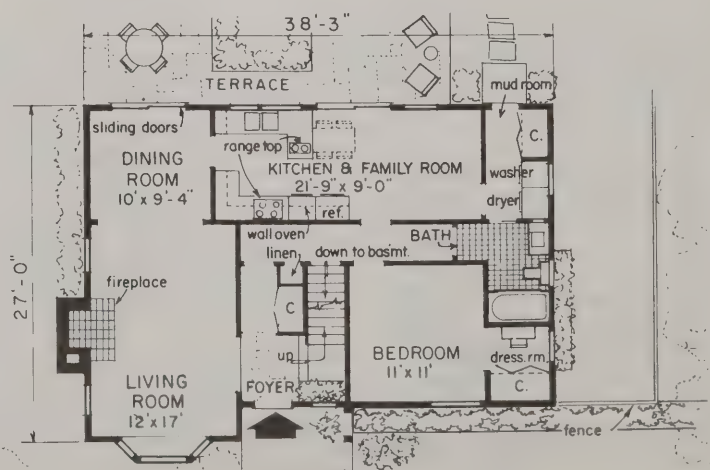 38'-3"
TERRACE
mud room
sliding doors
C.
range top
DINING
ROOM
10' x 9'-4"
KITCHEN & FAMILY ROOM
21'-9" x 9'-0"
washer
dryer
ref.
wall oven
linen
down to basmt.
BATH
27'-0"
fireplace
C
up
BEDROOM
11' x 11'
dress. rm.
C.
LIVING
ROOM
12' x 17'
FOYER
fence